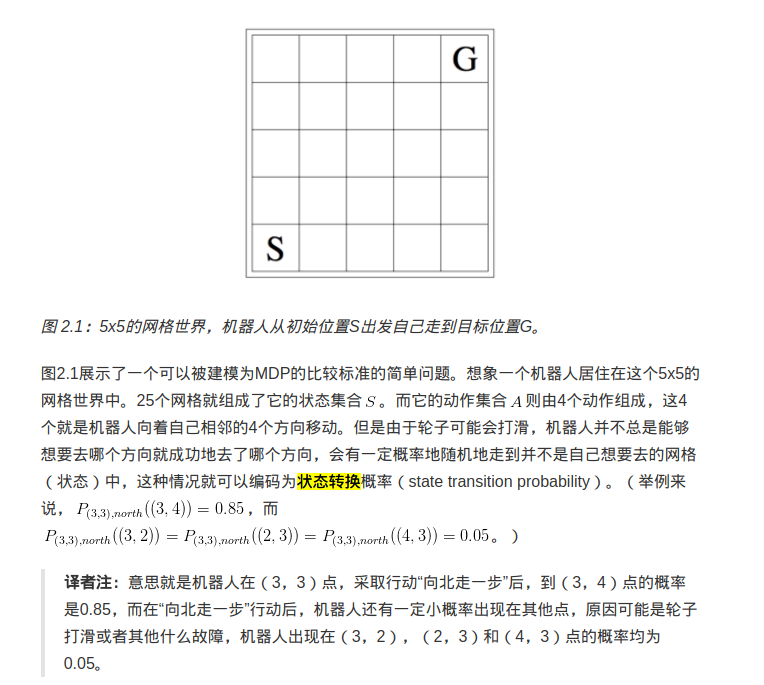 G
S
图 2.1：5x5的网格世界，机器人从初始位置S出发自己走到目标位置G。
图2.1展示了一个可以被建模为MDP的比较标准的简单问题。想象一个机器人居住在这个5x5的
网格世界中。25个网格就组成了它的状态集合 S 。而它的动作集合 A 则由4个动作组成，这4
个就是机器人向着自己相邻的4个方向移动。但是由于轮子可能会打滑，机器人并不总是能够
想要去哪个方向就成功地去了哪个方向，会有一定概率地随机地走到并不是自己想要去的网格
（状态）中，这种情况就可以编码为状态转换概率（state transition probability）。（举例来
说， P_{(3,3),north}((3,4)) = 0.85 ，而
P_{(3,3),north}((3,2)) = P_{(3,3),north}((2,3)) = P_{(3,3),north}((4,3)) = 0.05。）
译者注：意思就是机器人在（3，3）点，采取行动“向北走一步”后，到（3，4）点的概率
是0.85，而在“向北走一步”行动后，机器人还有一定小概率出现在其他点，原因可能是轮子
打滑或者其他什么故障，机器人出现在（3，2），（2，3）和（4，3）点的概率均为
0.05。